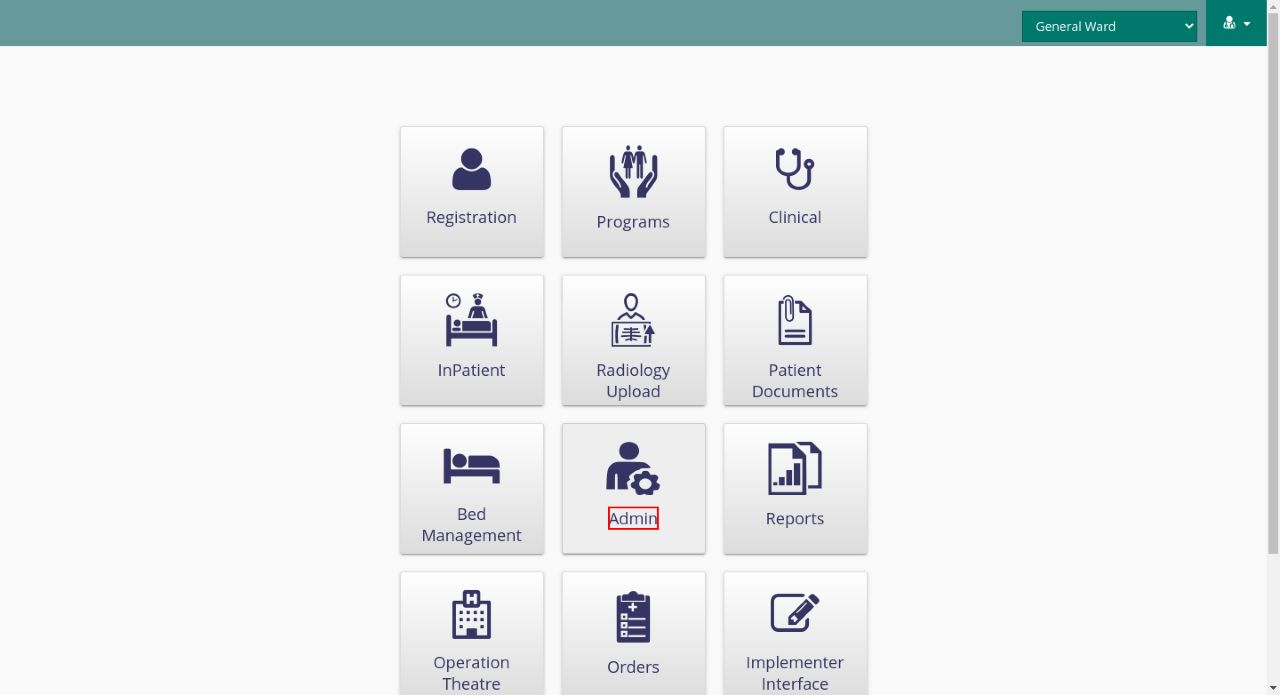 General Ward
Registration
Programs
Clinical
InPatient
Radiology
Upload
Patient
Documents
Bed
Management
Admin
Reports
Operation
Theatre
Orders
Implementer
Interface